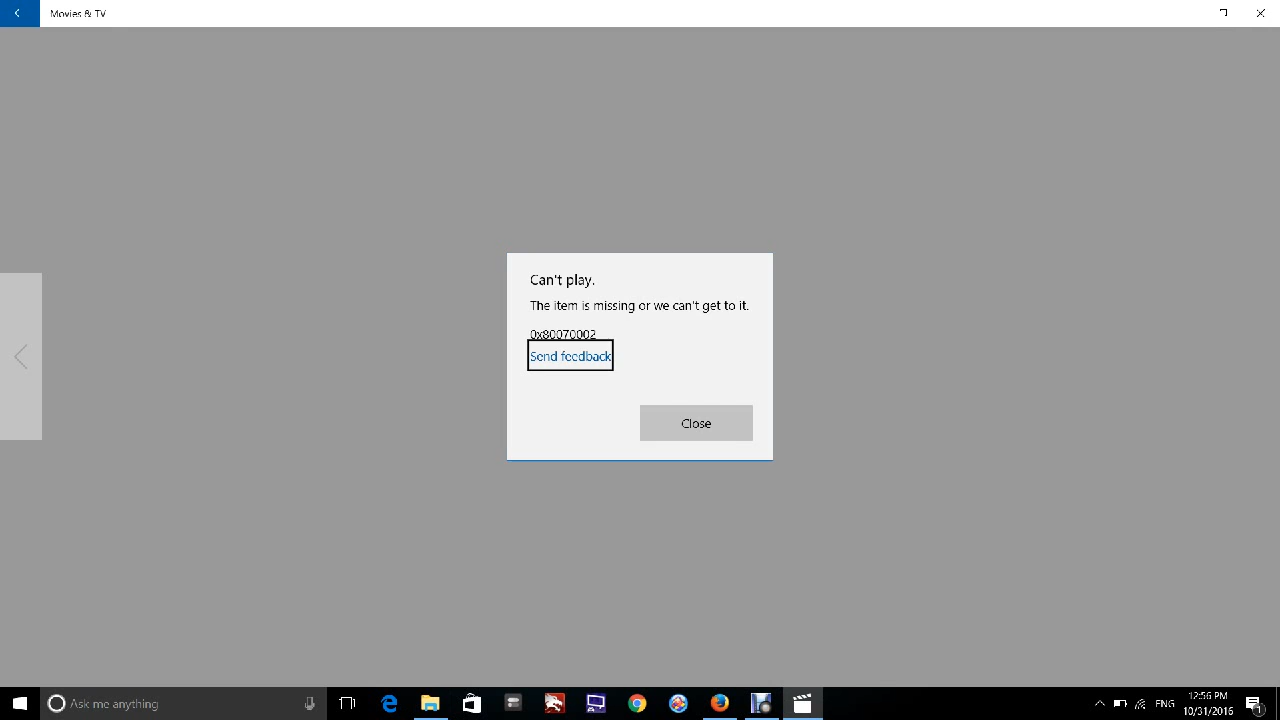 Movies & TV
Can't play.
The item is missing or we can't get to it.
0x80070002
Send feedback
Close
Ask me anything
ENG
12:56 PM
10/31/2016
1